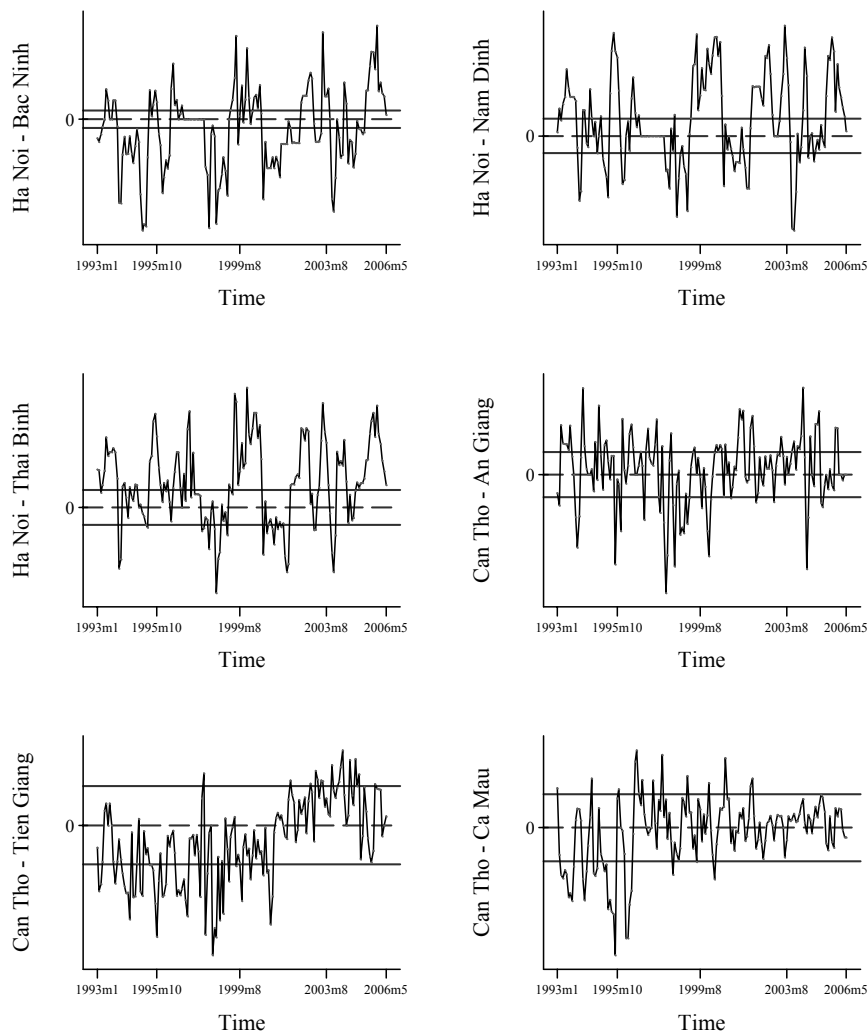 Ha Noi - Bac Ninh
0
1993m1 1995m10 1999m8 2003m8 2006m5
Time
Ha Noi - Nam Dinh
0
1993m1 1995m10 1999m8 2003m8 2006m5
Time
Ha Noi - Thai Binh
0
1993m1 1995m10 1999m8 2003m8 2006m5
Time
Can Tho - An Giang
0
1993m1 1995m10 1999m8 2003m8 2006m5
Time
Can Tho - Tien Giang
0
1993m1 1995m10 1999m8 2003m8 2006m5
Time
Can Tho - Ca Mau
0
1993m1 1995m10 1999m8 2003m8 2006m5
Time